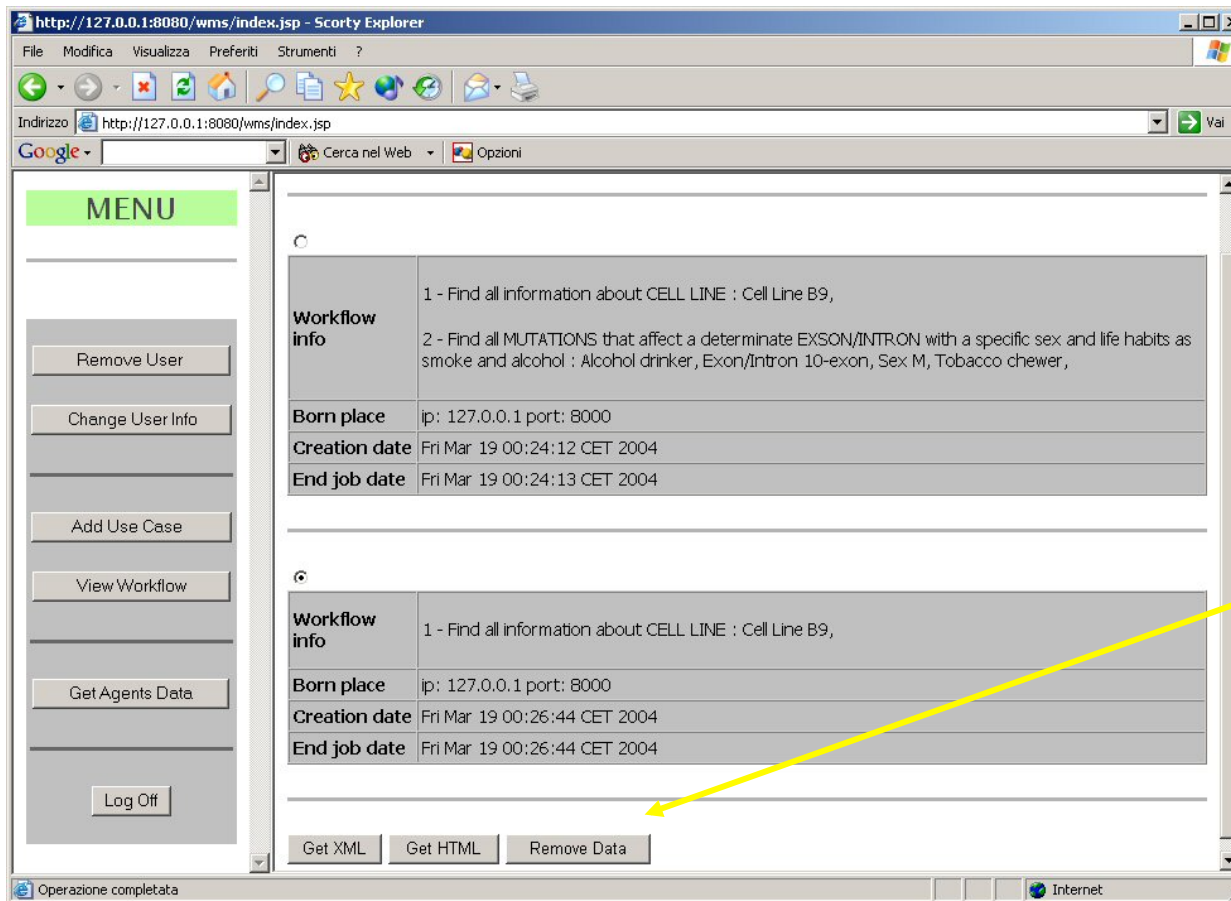 http://127.0.0.1:8080/wms/index.jsp - Scorty Explorer
File Modifica Visualizza Preferiti Strumenti ?
Indirizzo http://127.0.0.1:8080/wms/index.jsp Vai
Google Cerca nel Web Opzioni
MENU
Remove User
Change User Info
Add Use Case
View Workflow
Get Agents Data
Log Off
Workflow info
1 - Find all information about CELL LINE : Cell Line B9,
2 - Find all MUTATIONS that affect a determinate EXSON/INTRON with a specific sex and life habits as
smoke and alcohol : Alcohol drinker, Exon/Intron 10-exon, Sex M, Tobacco chewer,
Born place ip: 127.0.0.1 port: 8000
Creation date Fri Mar 19 00:24:12 CET 2004
End job date Fri Mar 19 00:24:13 CET 2004
Workflow info
1 - Find all information about CELL LINE : Cell Line B9,
Born place ip: 127.0.0.1 port: 8000
Creation date Fri Mar 19 00:26:44 CET 2004
End job date Fri Mar 19 00:26:44 CET 2004
Get XML Get HTML Remove Data
Operazione completata Internet